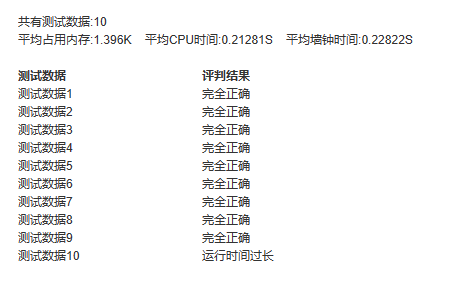 共有测试数据:10
平均占用内存:1.396K 平均CPU时间:0.21281S 平均墙钟时间:0.22822S
测试数据 评判结果
测试数据1 完全正确
测试数据2 完全正确
测试数据3 完全正确
测试数据4 完全正确
测试数据5 完全正确
测试数据6 完全正确
测试数据7 完全正确
测试数据8 完全正确
测试数据9 完全正确
测试数据10 运行时间过长